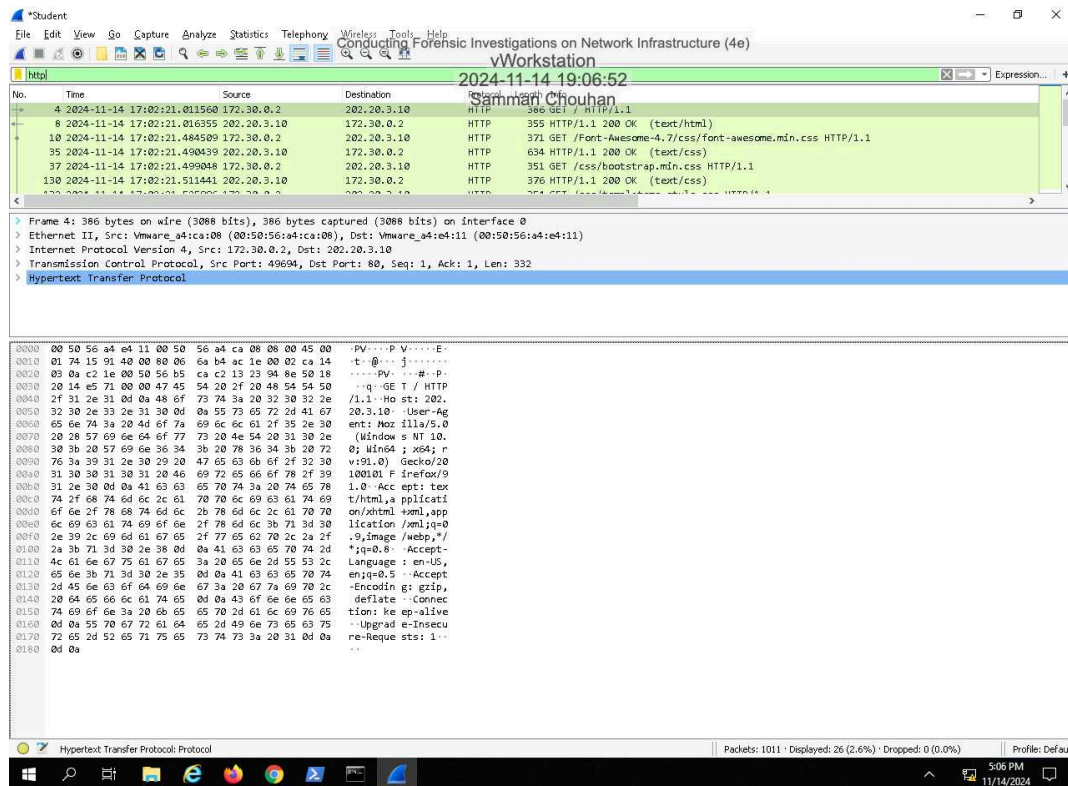 *Student
File Edit View Go Capture Analyze Statistics Telephony Wireless Tools Help
Conducting Forensic Investigations on Network Infrastructure (4e)
vWorkstation
2024-11-14 19:06:52
Samman Chouhan
http
Expression...
No. Time Source Destination Protocol Length Info
4 2024-11-14 17:02:21.011560 172.30.0.2 202.20.3.10 HTTP 386 GET / HTTP/1.1
8 2024-11-14 17:02:21.016355 202.20.3.10 172.30.0.2 HTTP 355 HTTP/1.1 200 OK (text/html)
10 2024-11-14 17:02:21.484509 172.30.0.2 202.20.3.10 HTTP 371 GET /Font-Awesome-4.7/css/font-awesome.min.css HTTP/1.1
35 2024-11-14 17:02:21.490439 202.20.3.10 172.30.0.2 HTTP 634 HTTP/1.1 200 OK (text/css)
37 2024-11-14 17:02:21.499048 172.30.0.2 202.20.3.10 HTTP 351 GET /css/bootstrap.min.css HTTP/1.1
130 2024-11-14 17:02:21.511441 202.20.3.10 172.30.0.2 HTTP 376 HTTP/1.1 200 OK (text/css)
> Frame 4: 386 bytes on wire (3088 bits), 386 bytes captured (3088 bits) on interface 0
> Ethernet II, Src: Vmware_a4:ca:08 (00:50:56:a4:ca:08), Dst: Vmware_a4:e4:11 (00:50:56:a4:e4:11)
> Internet Protocol Version 4, Src: 172.30.0.2, Dst: 202.20.3.10
> Transmission Control Protocol, Src Port: 49694, Dst Port: 80, Seq: 1, Ack: 1, Len: 332
> Hypertext Transfer Protocol
0000 00 50 56 a4 e4 11 00 50 56 a4 ca 08 08 00 45 00 ·PV····P V·····E·
0010 01 74 15 91 40 00 80 06 6a b4 ac 1e 00 02 ca 14 ·t··@··· j·······
0020 03 0a c2 1e 00 50 56 b5 ca c2 13 23 94 8e 50 18 ·····PV· ···#··P·
0030 20 14 e5 71 00 00 47 45 54 20 2f 20 48 54 54 50 ··q··GE T / HTTP
0040 2f 31 2e 31 0d 0a 48 6f 73 74 3a 20 32 30 32 2e /1.1··Ho st: 202.
0050 32 30 2e 33 2e 31 30 0d 0a 55 73 65 72 2d 41 67 20.3.10· ·User-Ag
0060 65 6e 74 3a 20 4d 6f 7a 69 6c 6c 61 2f 35 2e 30 ent: Moz illa/5.0
0070 20 28 57 69 6e 64 6f 77 73 20 4e 54 20 31 30 2e (Window s NT 10.
0080 30 3b 20 57 69 6e 36 34 3b 20 78 36 34 3b 20 72 0; Win64 ; x64; r
0090 76 3a 39 31 2e 30 29 20 47 65 63 6b 6f 2f 32 30 v:91.0) Gecko/20
00a0 31 30 30 31 30 31 20 46 69 72 65 66 6f 78 2f 39 100101 F irefox/9
00b0 31 2e 30 0d 0a 41 63 63 65 70 74 3a 20 74 65 78 1.0··Acc ept: tex
00c0 74 2f 68 74 6d 6c 2c 61 70 70 6c 69 63 61 74 69 t/html,a pplicati
00d0 6f 6e 2f 78 68 74 6d 6c 2b 78 6d 6c 2c 61 70 70 on/xhtml +xml,app
00e0 6c 69 63 61 74 69 6f 6e 2f 78 6d 6c 3b 71 3d 30 lication /xml;q=0
00f0 2e 39 2c 69 6d 61 67 65 2f 77 65 62 70 2c 2a 2f .9,image /webp,*/
0100 2a 3b 71 3d 30 2e 38 0d 0a 41 63 63 65 70 74 2d *;q=0.8· ·Accept-
0110 4c 61 6e 67 75 61 67 65 3a 20 65 6e 2d 55 53 2c Language : en-US,
0120 65 6e 3b 71 3d 30 2e 35 0d 0a 41 63 63 65 70 74 en;q=0.5 ··Accept
0130 2d 45 6e 63 6f 64 69 6e 67 3a 20 67 7a 69 70 2c -Encodin g: gzip,
0140 20 64 65 66 6c 61 74 65 0d 0a 43 6f 6e 6e 65 63 deflate ··Connec
0150 74 69 6f 6e 3a 20 6b 65 65 70 2d 61 6c 69 76 65 tion: ke ep-alive
0160 0d 0a 55 70 67 72 61 64 65 2d 49 6e 73 65 63 75 ··Upgrad e-Insecu
0170 72 65 2d 52 65 71 75 65 73 74 73 3a 20 31 0d 0a re-Reque sts: 1··
0180 0d 0a ··
Hypertext Transfer Protocol: Protocol
Packets: 1011 · Displayed: 26 (2.6%) · Dropped: 0 (0.0%)
Profile: Defau
5:06 PM
11/14/2024